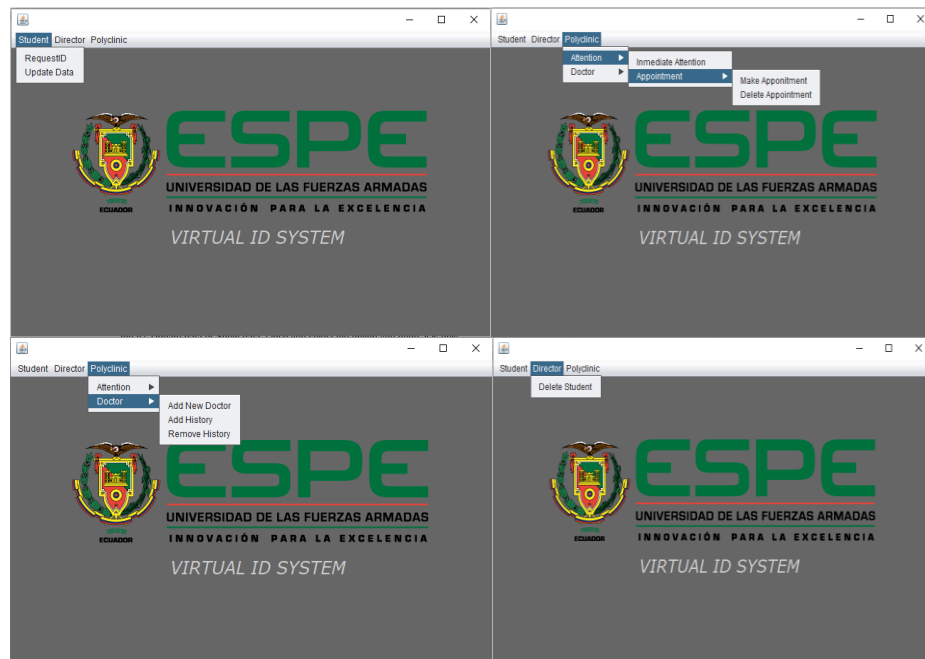 Student Director Polyclinic
RequestID
Update Data
ESPE
UNIVERSIDAD DE LAS FUERZAS ARMADAS
INNOVACIÓN PARA LA EXCELENCIA
ECUADOR
VIRTUAL ID SYSTEM
Student Director Polyclinic
Attention
Doctor
Inmediate Attention
Appointment
Make Apponitment
Delete Appointment
ESPE
UNIVERSIDAD DE LAS FUERZAS ARMADAS
INNOVACIÓN PARA LA EXCELENCIA
ECUADOR
VIRTUAL ID SYSTEM
Student Director Polyclinic
Attention
Doctor
Add New Doctor
Add History
Remove History
ESPE
UNIVERSIDAD DE LAS FUERZAS ARMADAS
INNOVACIÓN PARA LA EXCELENCIA
ECUADOR
VIRTUAL ID SYSTEM
Student Director Polyclinic
Delete Student
ESPE
UNIVERSIDAD DE LAS FUERZAS ARMADAS
INNOVACIÓN PARA LA EXCELENCIA
ECUADOR
VIRTUAL ID SYSTEM